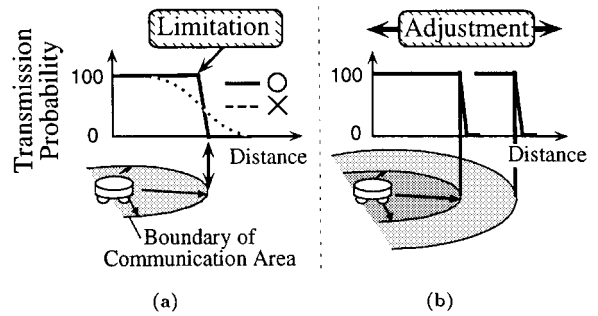 Limitation
Adjustment
Transmission
Probability
100
0
○
×
Distance
100
0
Distance
Boundary of
Communication Area
(a)
(b)